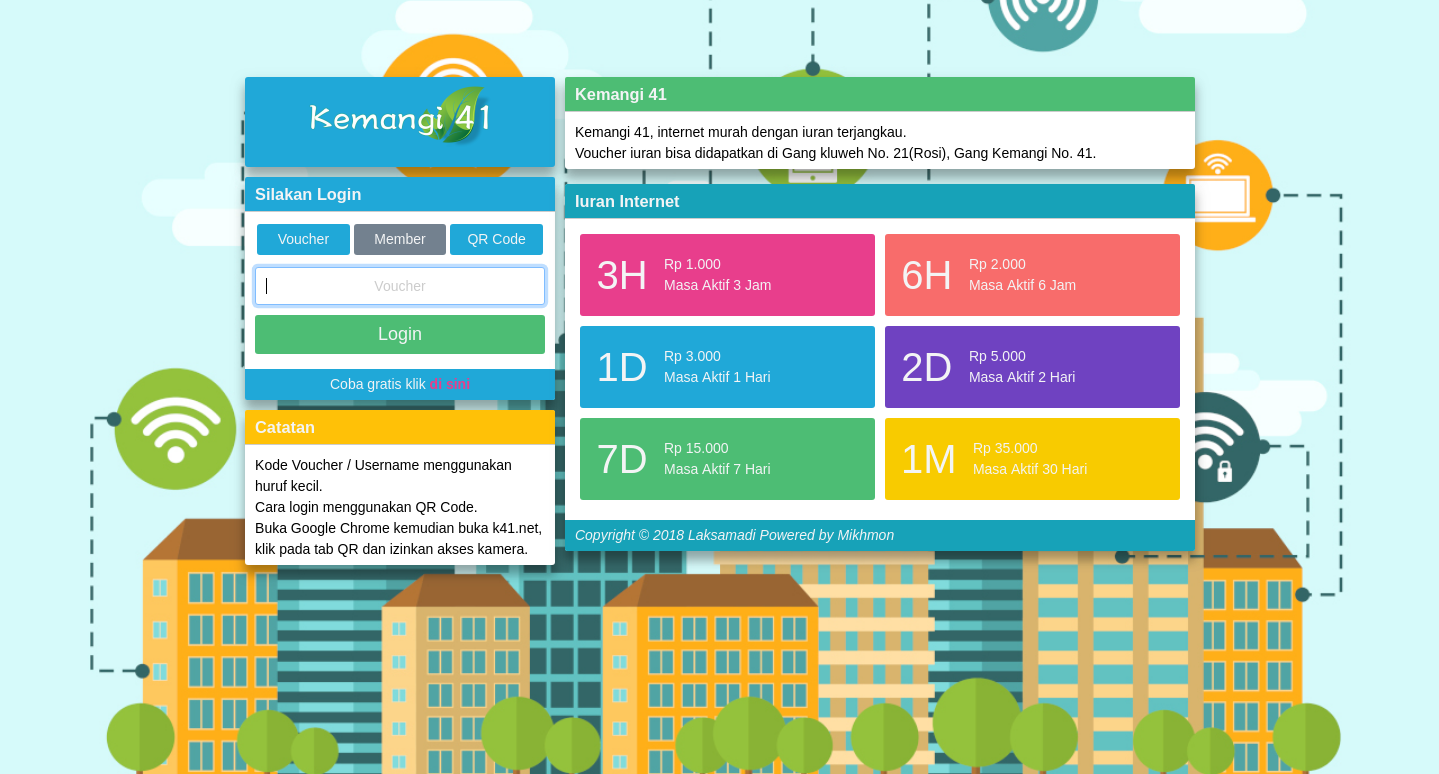 Kemangi 41
Silakan Login
Voucher
Member
QR Code
Voucher
Login
Coba gratis klik di sini
Catatan
Kode Voucher / Username menggunakan
huruf kecil.
Cara login menggunakan QR Code.
Buka Google Chrome kemudian buka k41.net,
klik pada tab QR dan izinkan akses kamera.
Kemangi 41
Kemangi 41, internet murah dengan iuran terjangkau.
Voucher iuran bisa didapatkan di Gang kluweh No. 21(Rosi), Gang Kemangi No. 41.
Iuran Internet
3H
Rp 1.000
Masa Aktif 3 Jam
6H
Rp 2.000
Masa Aktif 6 Jam
1D
Rp 3.000
Masa Aktif 1 Hari
2D
Rp 5.000
Masa Aktif 2 Hari
7D
Rp 15.000
Masa Aktif 7 Hari
1M
Rp 35.000
Masa Aktif 30 Hari
Copyright © 2018 Laksamadi Powered by Mikhmon